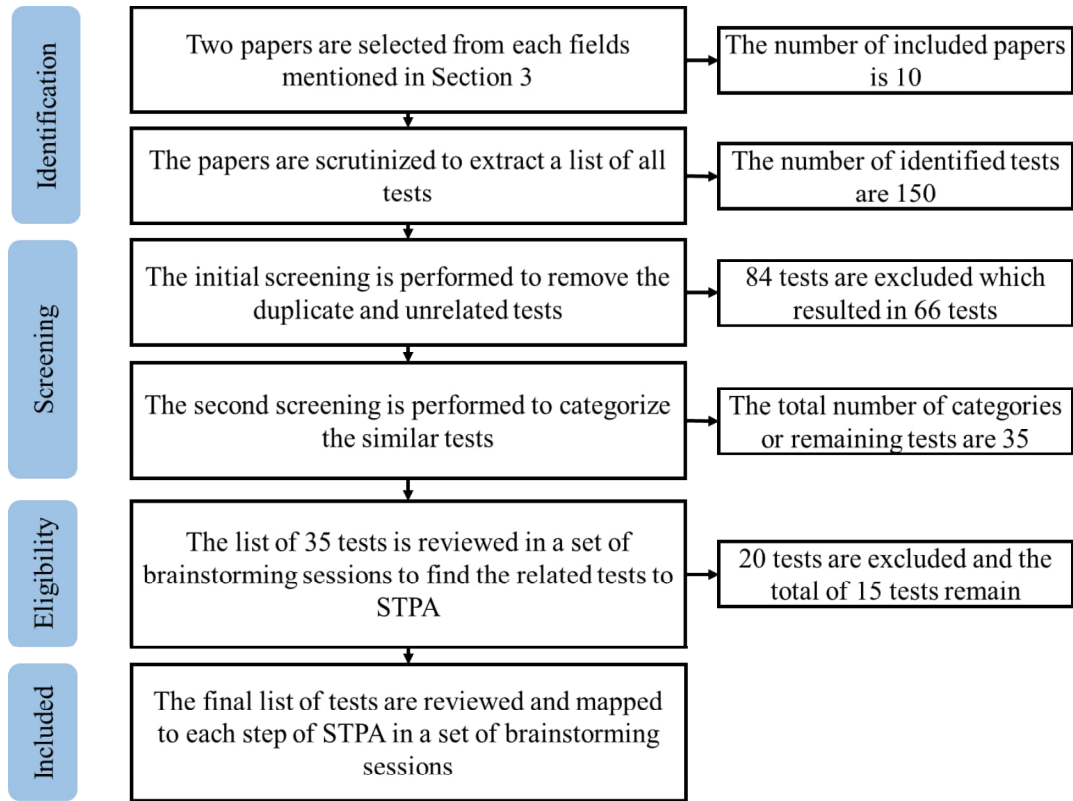 Identification
Two papers are selected from each fields
mentioned in Section 3
The number of included papers
is 10
The papers are scrutinized to extract a list of all
tests
The number of identified tests
are 150
Screening
The initial screening is performed to remove the
duplicate and unrelated tests
84 tests are excluded which
resulted in 66 tests
The second screening is performed to categorize
the similar tests
The total number of categories
or remaining tests are 35
Eligibility
The list of 35 tests is reviewed in a set of
brainstorming sessions to find the related tests to
STPA
20 tests are excluded and the
total of 15 tests remain
Included
The final list of tests are reviewed and mapped
to each step of STPA in a set of brainstorming
sessions